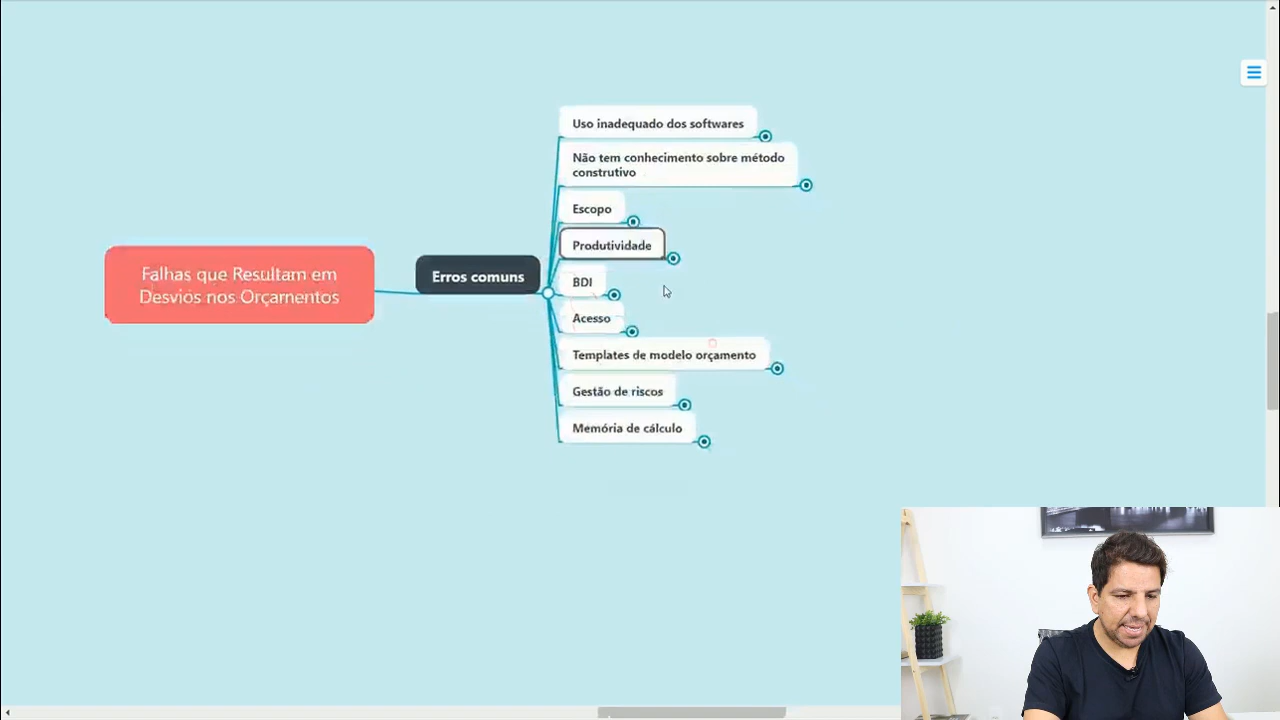 Uso inadequado dos softwares
Não tem conhecimento sobre método
construtivo
Escopo
Produtividade
Falhas que Resultam em
Desvios nos Orçamentos
Erros comuns
BDI
Acesso
Templates de modelo orçamento
Gestão de riscos
Memória de cálculo